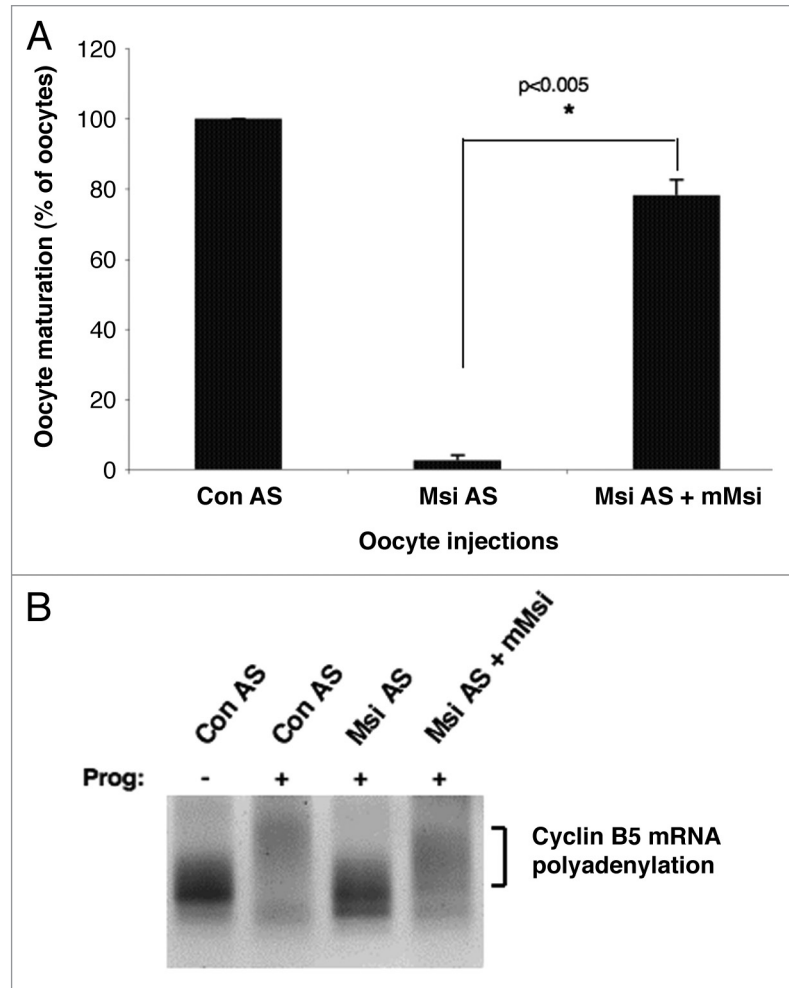 A
120
100
80
60
40
20
0
Oocyte maturation (% of oocytes)
p<0.005
*
Con AS Msi AS Msi AS + mMsi
Oocyte injections
B
Con AS Con AS Msi AS Msi AS + mMsi
Prog: - + + +
Cyclin B5 mRNA
polyadenylation